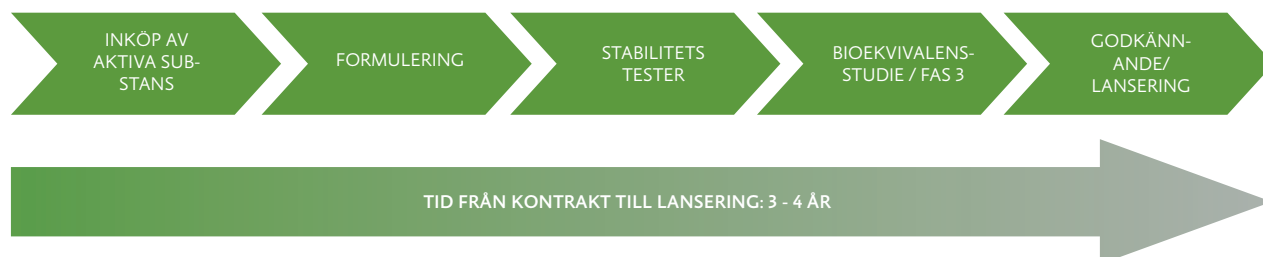 INKÖP AV
AKTIVA SUB-
STANS
FORMULERING
STABILITETS
TESTER
BIOEKVIVALENS-
STUDIE / FAS 3
GODKÄNN-
ANDE/
LANSERING
TID FRÅN KONTRAKT TILL LANSERING: 3 - 4 ÅR